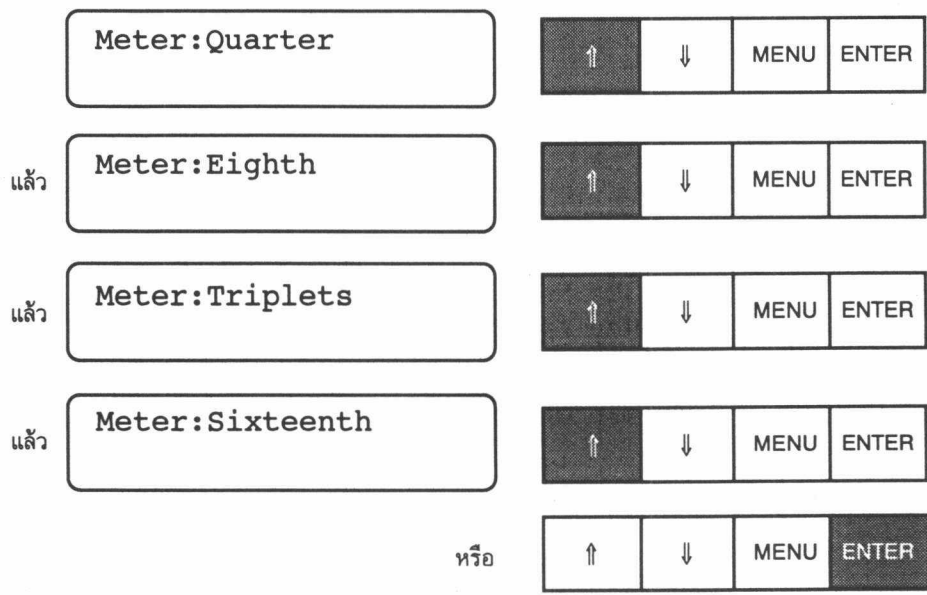 Meter:Quarter
⇑ ⇓ MENU ENTER
แล้ว Meter:Eighth
⇑ ⇓ MENU ENTER
แล้ว Meter:Triplets
⇑ ⇓ MENU ENTER
แล้ว Meter:Sixteenth
⇑ ⇓ MENU ENTER
หรือ ⇑ ⇓ MENU ENTER